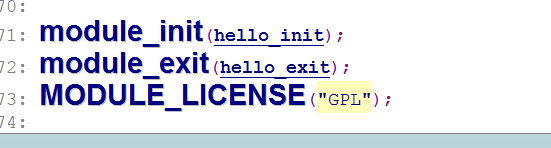 70:
71: module_init(hello_init);
72: module_exit(hello_exit);
73: MODULE_LICENSE("GPL");
74: